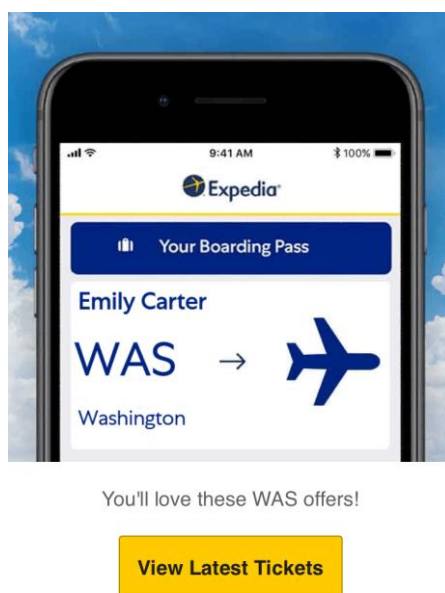 9:41 AM
100%
Expedia
Your Boarding Pass
Emily Carter
WAS →
Washington
You'll love these WAS offers!
View Latest Tickets